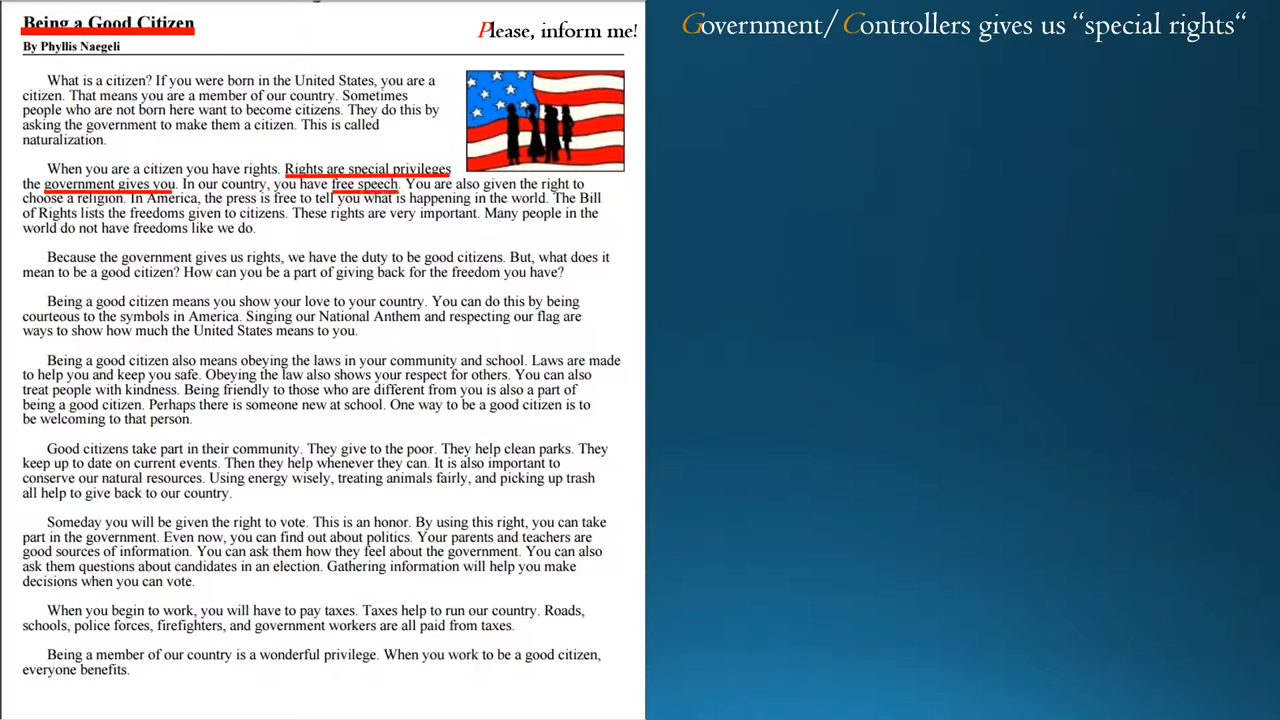 Being a Good Citizen
Please, inform me!
By Phyllis Naegeli
What is a citizen? If you were born in the United States, you are a
citizen. That means you are a member of our country. Sometimes
people who are not born here want to become citizens. They do this by
asking the government to make them a citizen. This is called
naturalization.
When you are a citizen you have rights. Rights are special privileges
the government gives you. In our country, you have free speech. You are also given the right to
choose a religion. In America, the press is free to tell you what is happening in the world. The Bill
of Rights lists the freedoms given to citizens. These rights are very important. Many people in the
world do not have freedoms like we do.
Because the government gives us rights, we have the duty to be good citizens. But, what does it
mean to be a good citizen? How can you be a part of giving back for the freedom you have?
Being a good citizen means you show your love to your country. You can do this by being
courteous to the symbols in America. Singing our National Anthem and respecting our flag are
ways to show how much the United States means to you.
Being a good citizen also means obeying the laws in your community and school. Laws are made
to help you and keep you safe. Obeying the law also shows your respect for others. You can also
treat people with kindness. Being friendly to those who are different from you is also a part of
being a good citizen. Perhaps there is someone new at school. One way to be a good citizen is to
be welcoming to that person.
Good citizens take part in their community. They give to the poor. They help clean parks. They
keep up to date on current events. Then they help whenever they can. It is also important to
conserve our natural resources. Using energy wisely, treating animals fairly, and picking up trash
all help to give back to our country.
Someday you will be given the right to vote. This is an honor. By using this right, you can take
part in the government. Even now, you can find out about politics. Your parents and teachers are
good sources of information. You can ask them how they feel about the government. You can also
ask them questions about candidates in an election. Gathering information will help you make
decisions when you can vote.
When you begin to work, you will have to pay taxes. Taxes help to run our country. Roads,
schools, police forces, firefighters, and government workers are all paid from taxes.
Being a member of our country is a wonderful privilege. When you work to be a good citizen,
everyone benefits.
Government/ Controllers gives us “special rights“